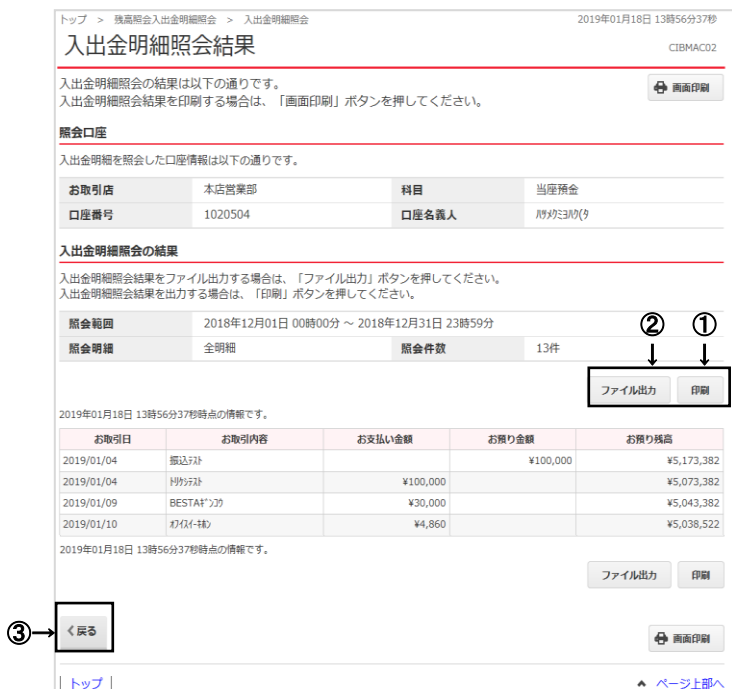 トップ > 残高照会入出金明細照会 > 入出金明細照会 2019年01月18日 13時56分37秒
入出金明細照会結果 CIBMAC02
入出金明細照会の結果は以下の通りです。
入出金明細照会結果を印刷する場合は、「画面印刷」ボタンを押してください。
画面印刷
照会口座
入出金明細を照会した口座情報は以下の通りです。
お取引店 本店営業部 科目 当座預金
口座番号 1020504 口座名義人
入出金明細照会の結果
入出金明細照会結果をファイル出力する場合は、「ファイル出力」ボタンを押してください。
入出金明細照会結果を出力する場合は、「印刷」ボタンを押してください。
照会範囲 2018年12月01日 00時00分 ~ 2018年12月31日 23時59分
② ①
照会明細 全明細 照会件数 13件
ファイル出力 印刷
2019年01月18日 13時56分37秒時点の情報です。
お取引日 お取引内容 お支払い金額 お預り金額 お預り残高
2019/01/04 振込ﾃｽﾄ ¥100,000 ¥5,173,382
2019/01/04 ﾄﾘｹｼﾃｽﾄ ¥100,000 ¥5,073,382
2019/01/09 BESTAｷﾞﾝｺｳ ¥30,000 ¥5,043,382
2019/01/10 ¥4,860 ¥5,038,522
2019年01月18日 13時56分37秒時点の情報です。
ファイル出力 印刷
③ <戻る
画面印刷
トップ ページ上部へ